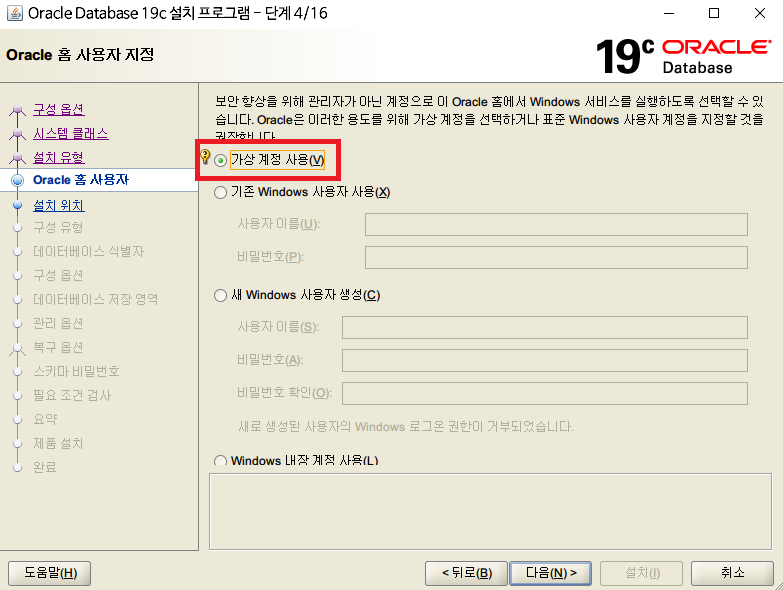 Oracle Database 19c 설치 프로그램 - 단계 4/16
Oracle 홈 사용자 지정
19c ORACLE
Database
구성 옵션
시스템 클래스
설치 유형
Oracle 홈 사용자
설치 위치
구성 유형
데이터베이스 식별자
구성 옵션
데이터베이스 저장 영역
관리 옵션
복구 옵션
스키마 비밀번호
필요 조건 검사
요약
제품 설치
완료
보안 향상을 위해 관리자가 아닌 계정으로 이 Oracle 홈에서 Windows 서비스를 실행하도록 선택할 수 있
습니다. Oracle은 이러한 용도를 위해 가상 계정을 선택하거나 표준 Windows 사용자 계정을 지정할 것을
권장합니다.
가상 계정 사용(V)
기존 Windows 사용자 사용(X)
사용자 이름(U):
비밀번호(P):
새 Windows 사용자 생성(C)
사용자 이름(S):
비밀번호(A):
비밀번호 확인(O):
새로 생성된 사용자의 Windows 로그온 권한이 거부되었습니다.
Windows 내장 계정 사용(L)
도움말(H)
< 뒤로(B)
다음(N) >
설치(I)
취소